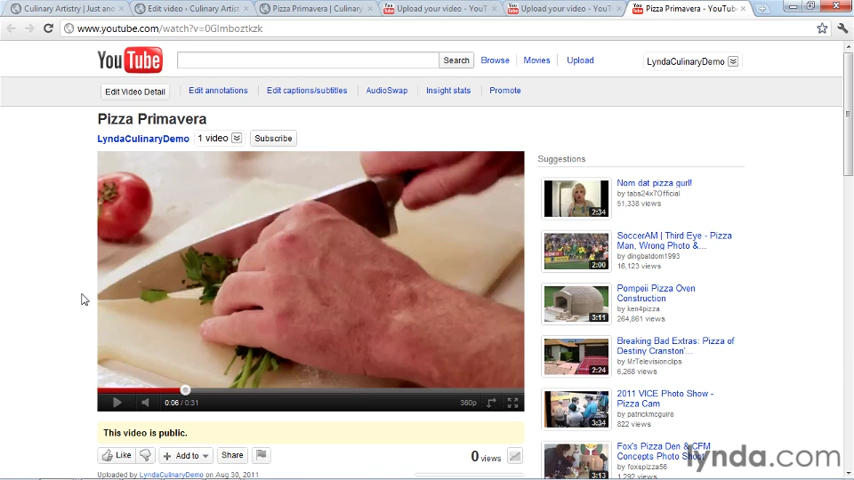 Culinary Artistry | Just and
Edit video - Culinary Artist
Pizza Primavera | Culinary
Upload your video - YouT
Upload your video - YouTu
Pizza Primavera - YouTube
www.youtube.com/watch?v=0GImboztkzk
YouTube
Search
Browse
Movies
Upload
LyndaCulinaryDemo
Edit Video Detail
Edit annotations
Edit captions/subtitles
AudioSwap
Insight stats
Promote
Pizza Primavera
LyndaCulinaryDemo
1 video
Subscribe
Suggestions
2:34
Nom dat pizza gurl!
by tabs24x7Official
51,338 views
2:00
SoccerAM | Third Eye - Pizza
Man, Wrong Photo &...
by dingbatdom1993
16,123 views
3:11
Pompeii Pizza Oven
Construction
by ken4pizza
264,861 views
2:24
Breaking Bad Extras: Pizza of
Destiny Cranston'...
by MrTelevisionclips
6,268 views
3:34
2011 VICE Photo Show -
Pizza Cam
by patrickmcguire
822 views
3:13
Fox's Pizza Den & CFM
Concepts Photo Shoot
by foxspizza56
1,292 views
0:06 / 0:31
360p
This video is public.
Like
Add to
Share
0 views
Uploaded by LyndaCulinaryDemo on Aug 30, 2011
lynda.com